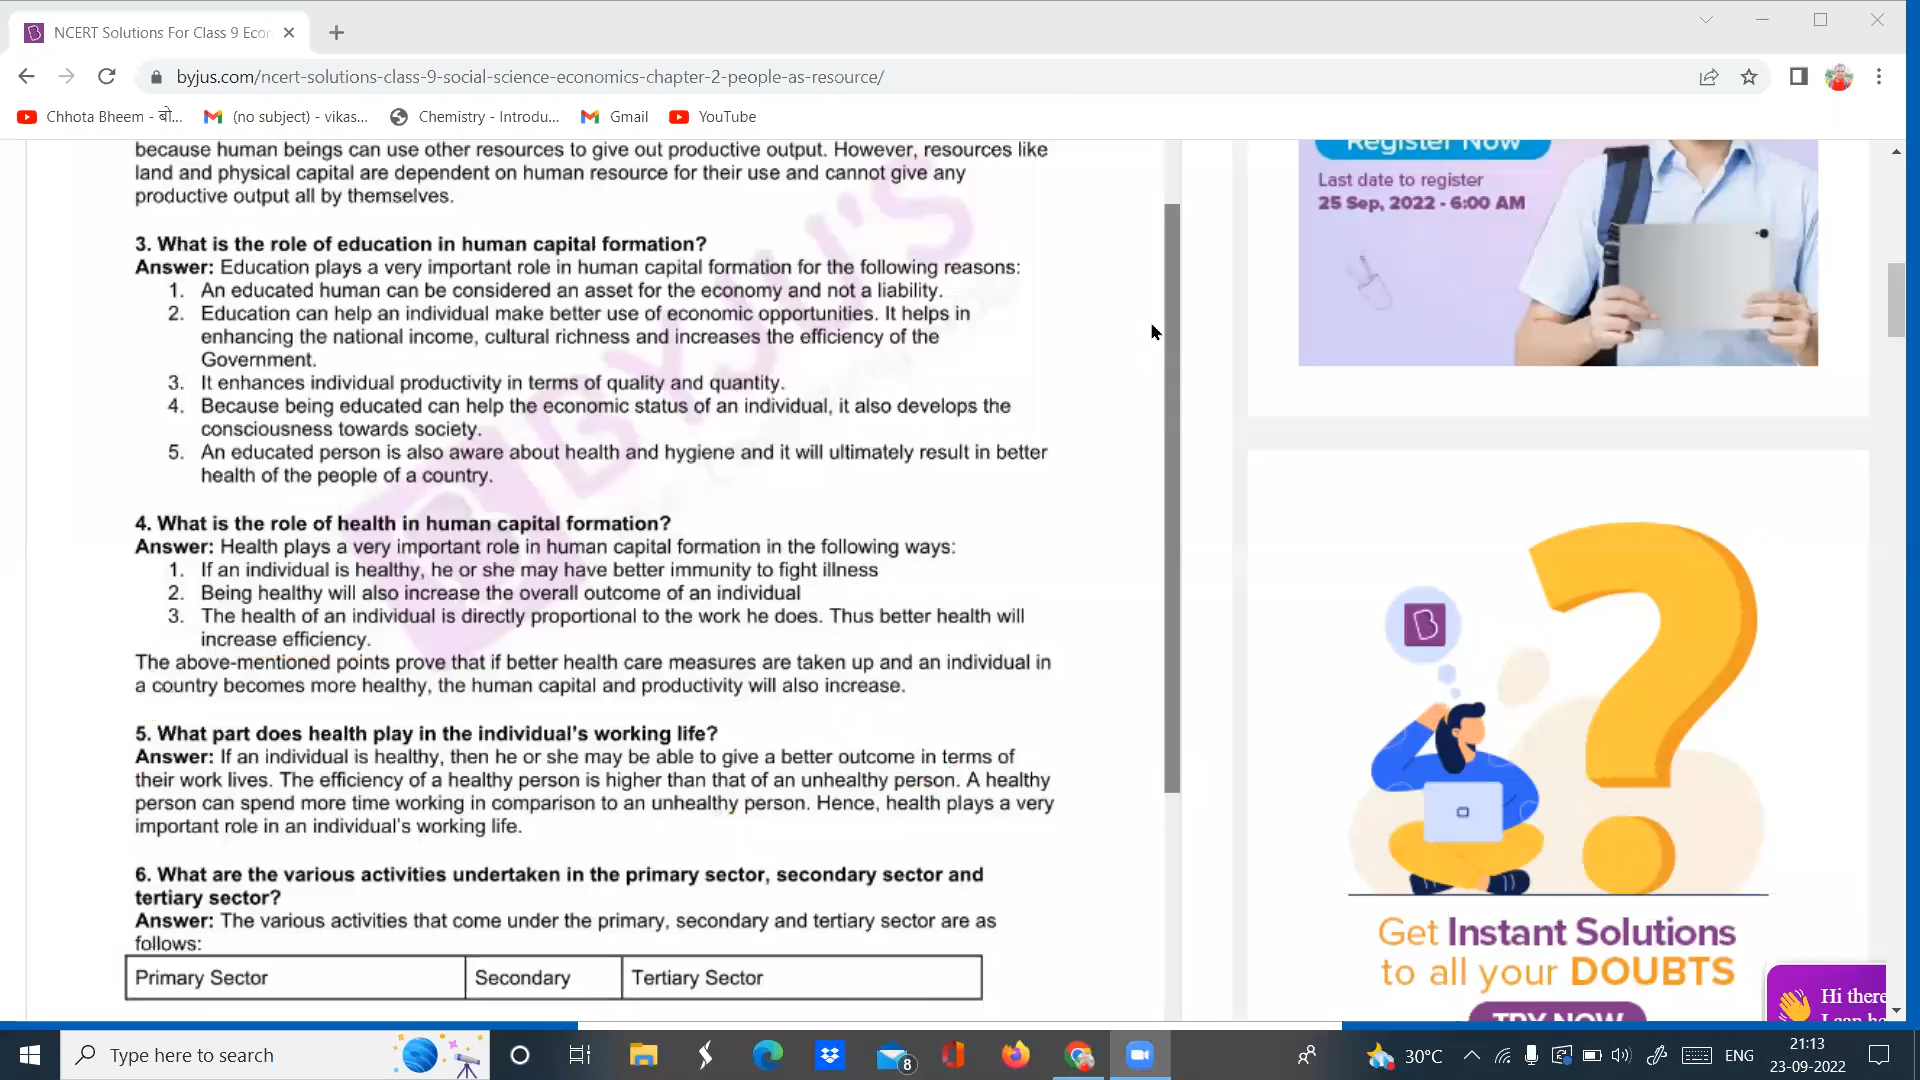 NCERT Solutions For Class 9 Econ
byjus.com/ncert-solutions-class-9-social-science-economics-chapter-2-people-as-resource/
Chhota Bheem - बो...
(no subject) - vikas...
Chemistry - Introdu...
Gmail
YouTube
because human beings can use other resources to give out productive output. However, resources like
land and physical capital are dependent on human resource for their use and cannot give any
productive output all by themselves.
3. What is the role of education in human capital formation?
Answer: Education plays a very important role in human capital formation for the following reasons:
1. An educated human can be considered an asset for the economy and not a liability.
2. Education can help an individual make better use of economic opportunities. It helps in
enhancing the national income, cultural richness and increases the efficiency of the
Government.
3. It enhances individual productivity in terms of quality and quantity.
4. Because being educated can help the economic status of an individual, it also develops the
consciousness towards society.
5. An educated person is also aware about health and hygiene and it will ultimately result in better
health of the people of a country.
4. What is the role of health in human capital formation?
Answer: Health plays a very important role in human capital formation in the following ways:
1. If an individual is healthy, he or she may have better immunity to fight illness
2. Being healthy will also increase the overall outcome of an individual
3. The health of an individual is directly proportional to the work he does. Thus better health will
increase efficiency.
The above-mentioned points prove that if better health care measures are taken up and an individual in
a country becomes more healthy, the human capital and productivity will also increase.
5. What part does health play in the individual's working life?
Answer: If an individual is healthy, then he or she may be able to give a better outcome in terms of
their work lives. The efficiency of a healthy person is higher than that of an unhealthy person. A healthy
person can spend more time working in comparison to an unhealthy person. Hence, health plays a very
important role in an individual's working life.
6. What are the various activities undertaken in the primary sector, secondary sector and
tertiary sector?
Answer: The various activities that come under the primary, secondary and tertiary sector are as
follows:
Primary Sector Secondary Tertiary Sector
BYJU'S
Register Now
Last date to register
25 Sep, 2022 - 6:00 AM
Get Instant Solutions
to all your DOUBTS
TRY NOW
Hi there
Type here to search
8
30°C
ENG
21:13
23-09-2022